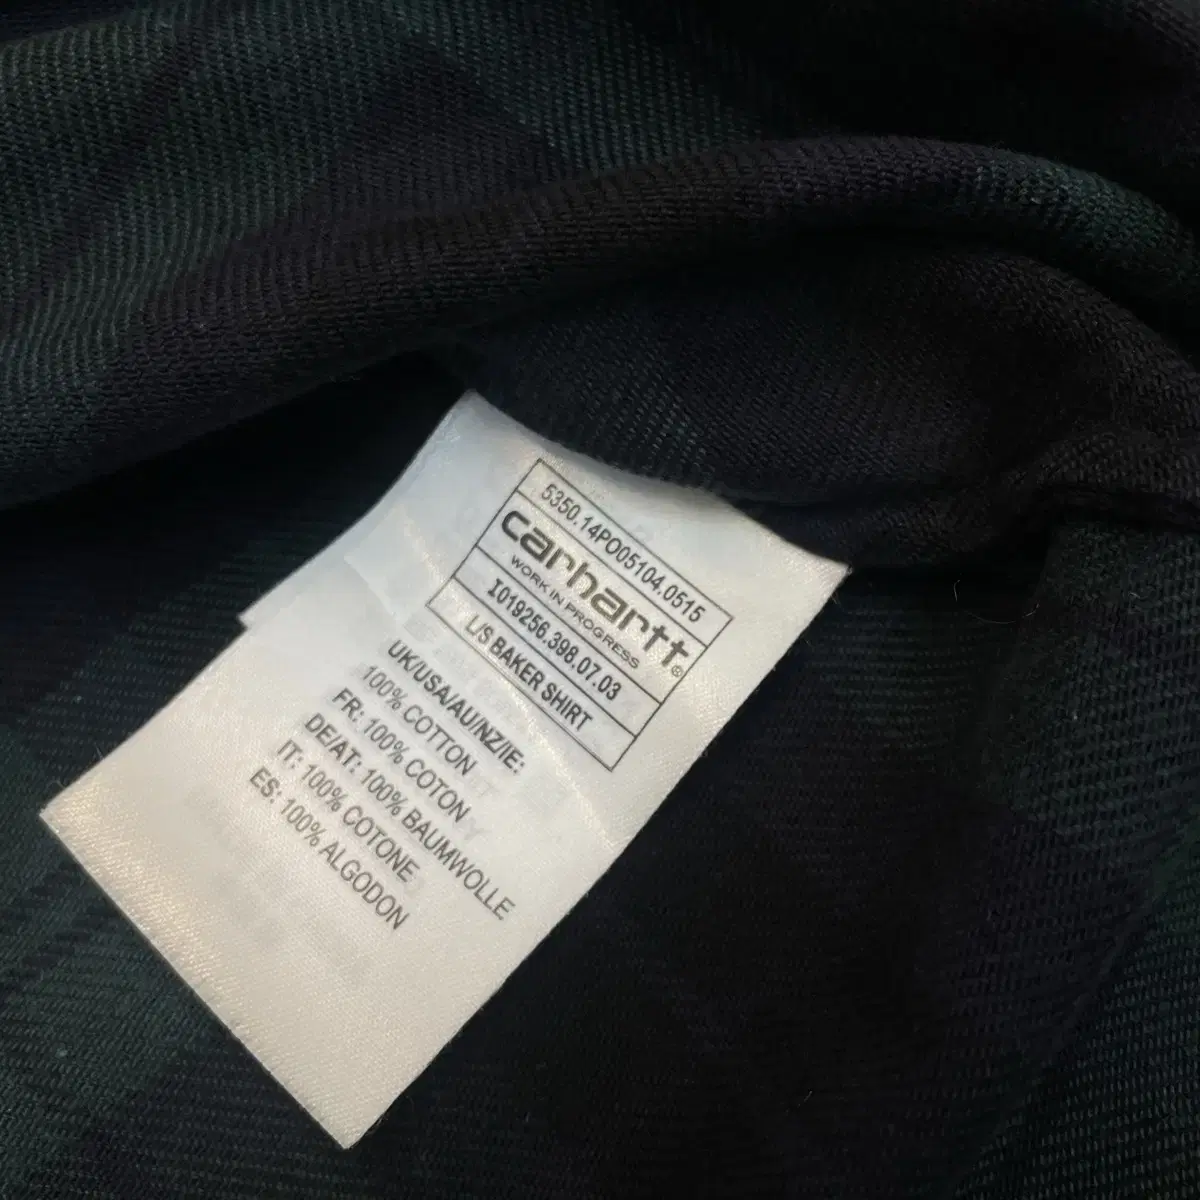 5350.14PO05104.0515
carhartt®
WORK IN PROGRESS
I019256.398.07.03
L/S BAKER SHIRT
UK/USA/AU/NZ/IE:
100% COTTON
FR: 100% COTON
DE/AT: 100% BAUMWOLLE
IT: 100% COTONE
ES: 100% ALGODON